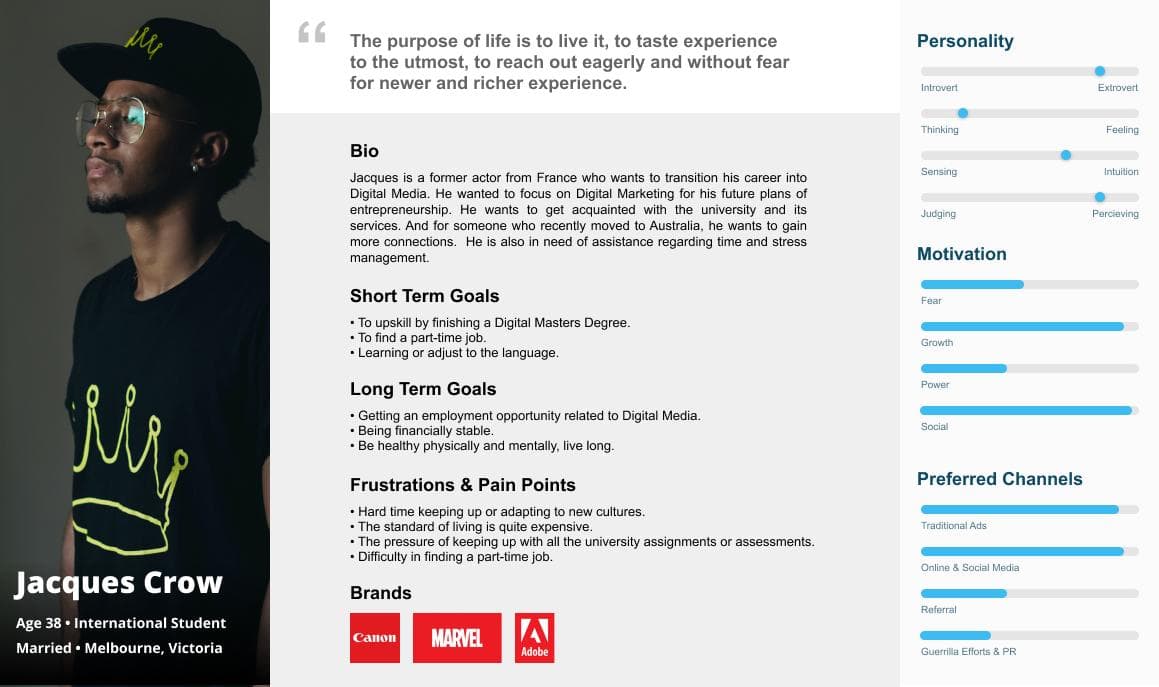 “
The purpose of life is to live it, to taste experience
to the utmost, to reach out eagerly and without fear
for newer and richer experience.
Bio
Jacques is a former actor from France who wants to transition his career into
Digital Media. He wanted to focus on Digital Marketing for his future plans of
entrepreneurship. He wants to get acquainted with the university and its
services. And for someone who recently moved to Australia, he wants to gain
more connections.  He is also in need of assistance regarding time and stress
management.
Short Term Goals
• To upskill by finishing a Digital Masters Degree.
• To find a part-time job.
• Learning or adjust to the language.
Long Term Goals
• Getting an employment opportunity related to Digital Media.
• Being financially stable.
• Be healthy physically and mentally, live long.
Frustrations & Pain Points
• Hard time keeping up or adapting to new cultures.
• The standard of living is quite expensive.
• The pressure of keeping up with all the university assignments or assessments.
• Difficulty in finding a part-time job.
Brands
Canon MARVEL Adobe
Jacques Crow
Age 38 • International Student
Married • Melbourne, Victoria
Personality
Introvert Extrovert
Thinking Feeling
Sensing Intuition
Judging Percieving
Motivation
Fear
Growth
Power
Social
Preferred Channels
Traditional Ads
Online & Social Media
Referral
Guerrilla Efforts & PR